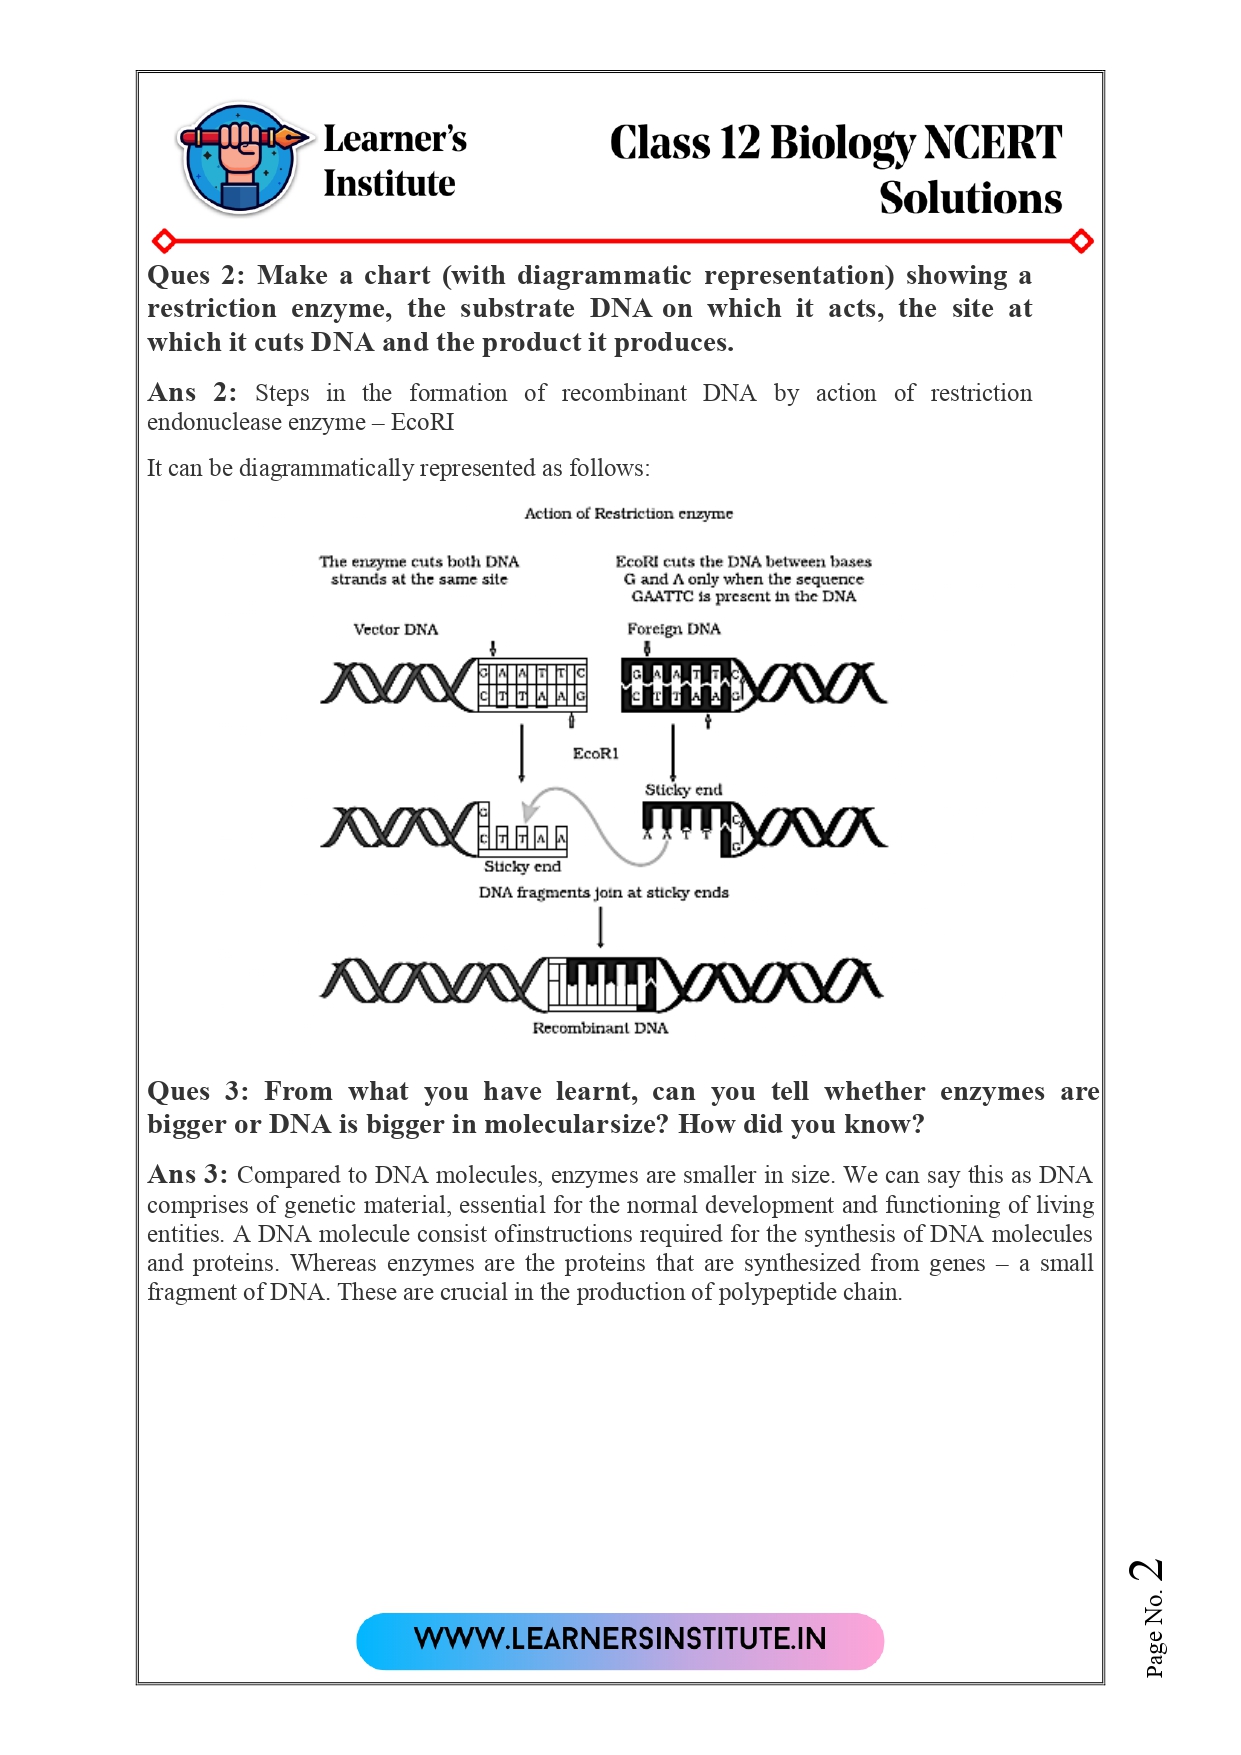 Learner's
Institute
Class 12 Biology NCERT
Solutions
Ques 2: Make a chart (with diagrammatic representation) showing a
restriction enzyme, the substrate DNA on which it acts, the site at
which it cuts DNA and the product it produces.
Ans 2: Steps in the formation of recombinant DNA by action of restriction
endonuclease enzyme – EcoRI
It can be diagrammatically represented as follows:
Action of Restriction enzyme
The enzyme cuts both DNA
strands at the same site
EcoRI cuts the DNA between bases
G and A only when the sequence
GAATTC is present in the DNA
Vector DNA
Foreign DNA
G A A T T C
C T T A A G
G A A T T C
C T T A A G
EcoR1
Sticky end
G
C T T A A
A A T T
C
G
Sticky end
DNA fragments join at sticky ends
Recombinant DNA
Ques 3: From what you have learnt, can you tell whether enzymes are
bigger or DNA is bigger in molecularsize? How did you know?
Ans 3: Compared to DNA molecules, enzymes are smaller in size. We can say this as DNA
comprises of genetic material, essential for the normal development and functioning of living
entities. A DNA molecule consist ofinstructions required for the synthesis of DNA molecules
and proteins. Whereas enzymes are the proteins that are synthesized from genes – a small
fragment of DNA. These are crucial in the production of polypeptide chain.
WWW.LEARNERSINSTITUTE.IN
Page No. 2